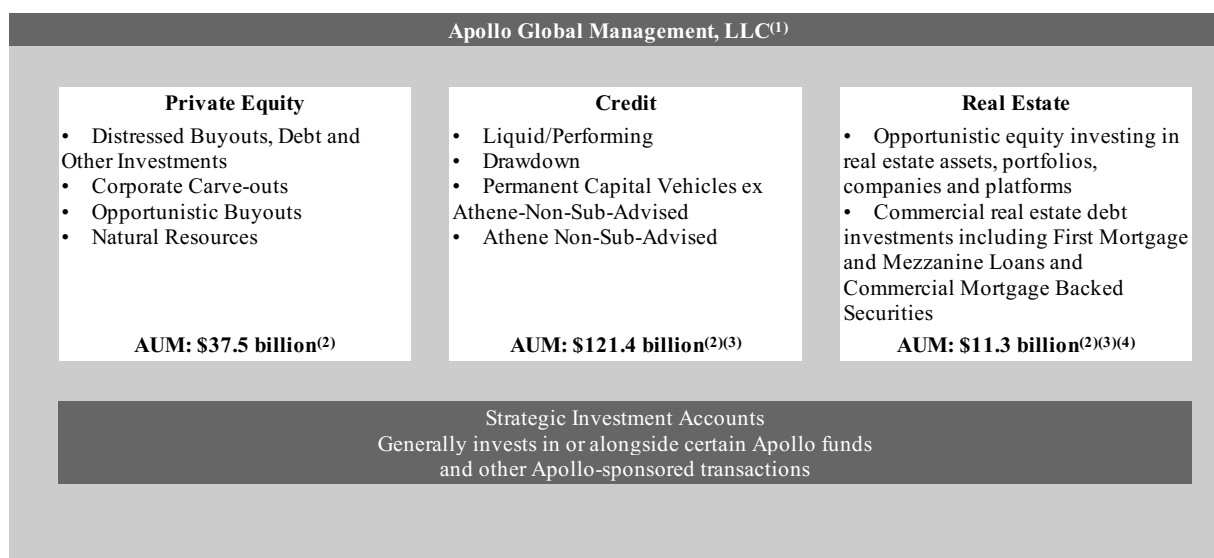 Apollo Global Management, LLC(1)
Private Equity
• Distressed Buyouts, Debt and
Other Investments
• Corporate Carve-outs
• Opportunistic Buyouts
• Natural Resources
AUM: $37.5 billion(2)
Credit
• Liquid/Performing
• Drawdown
• Permanent Capital Vehicles ex
Athene-Non-Sub-Advised
• Athene Non-Sub-Advised
AUM: $121.4 billion(2)(3)
Real Estate
• Opportunistic equity investing in
real estate assets, portfolios,
companies and platforms
• Commercial real estate debt
investments including First Mortgage
and Mezzanine Loans and
Commercial Mortgage Backed
Securities
AUM: $11.3 billion(2)(3)(4)
Strategic Investment Accounts
Generally invests in or alongside certain Apollo funds
and other Apollo-sponsored transactions